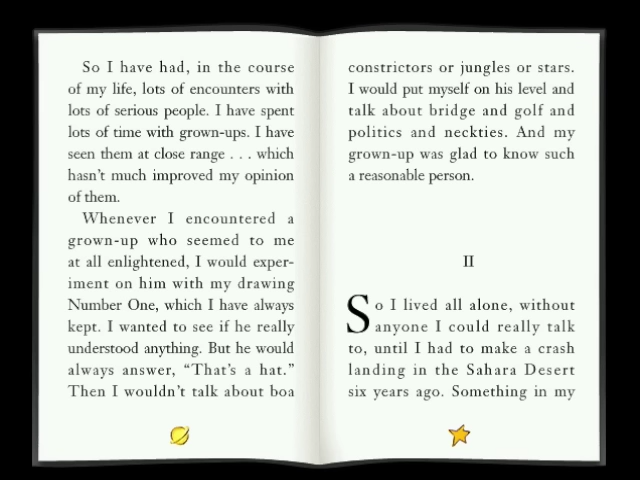 So I have had, in the course
of my life, lots of encounters with
lots of serious people. I have spent
lots of time with grown-ups. I have
seen them at close range . . . which
hasn't much improved my opinion
of them.
Whenever I encountered a
grown-up who seemed to me
at all enlightened, I would exper-
iment on him with my drawing
Number One, which I have always
kept. I wanted to see if he really
understood anything. But he would
always answer, “That's a hat.”
Then I wouldn't talk about boa
constrictors or jungles or stars.
I would put myself on his level and
talk about bridge and golf and
politics and neckties. And my
grown-up was glad to know such
a reasonable person.
II
So I lived all alone, without
anyone I could really talk
to, until I had to make a crash
landing in the Sahara Desert
six years ago. Something in my